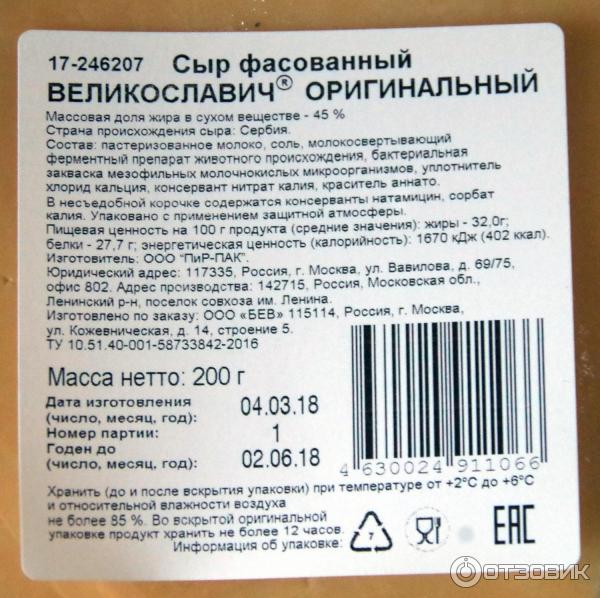 17-246207 Сыр фасованный
ВЕЛИКОСЛАВИЧ® ОРИГИНАЛЬНЫЙ
Массовая доля жира в сухом веществе - 45 %
Страна происхождения сыра: Сербия.
Состав: пастеризованное молоко, соль, молокосвертывающий
ферментный препарат животного происхождения, бактериальная
закваска мезофильных молочнокислых микроорганизмов, уплотнитель
хлорид кальция, консервант нитрат калия, краситель аннато.
В несъедобной корочке содержатся консерванты натамицин, сорбат
калия. Упаковано с применением защитной атмосферы.
Пищевая ценность на 100 г продукта (средние значения): жиры - 32,0г;
белки - 27,7 г; энергетическая ценность (калорийность): 1670 кДж (402 ккал).
Изготовитель: ООО "ПиР-ПАК".
Юридический адрес: 117335, Россия, г. Москва, ул. Вавилова, д. 69/75,
офис 802. Адрес производства: 142715, Россия, Московская обл.,
Ленинский р-н, поселок совхоза им. Ленина.
Изготовлено по заказу: ООО «БЕВ» 115114, Россия, г. Москва,
ул. Кожевническая, д. 14, строение 5.
ТУ 10.51.40-001-58733842-2016
Масса нетто: 200 г
Дата изготовления
(число, месяц, год): 04.03.18
Номер партии: 1
Годен до
(число, месяц, год): 02.06.18
4 630024 911066
Хранить (до и после вскрытия упаковки) при температуре от +2°С до +6°С
и относительной влажности воздуха
не более 85 %. Во вскрытой оригинальной
упаковке продукт хранить не более 12 часов.
Информация об упаковке:
7
EAC
ОТЗОВИК